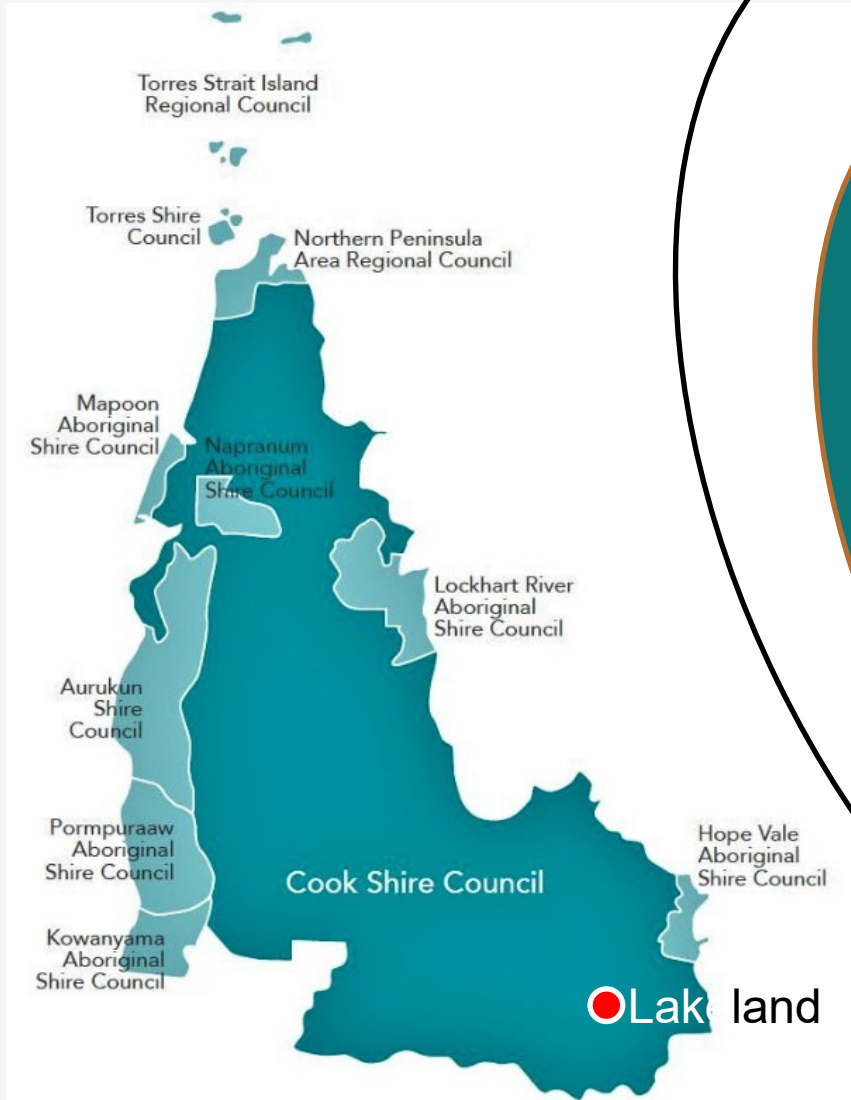 Torres Strait Island
Regional Council
Torres Shire
Council
Northern Peninsula
Area Regional Council
Mapoon
Aboriginal
Shire Council
Napranum
Aboriginal
Shire Council
Lockhart River
Aboriginal
Shire Council
Aurukun
Shire
Council
Pormpuraaw
Aboriginal
Shire Council
Hope Vale
Aboriginal
Shire Council
Cook Shire Council
Kowanyama
Aboriginal
Shire Council
Lakeland